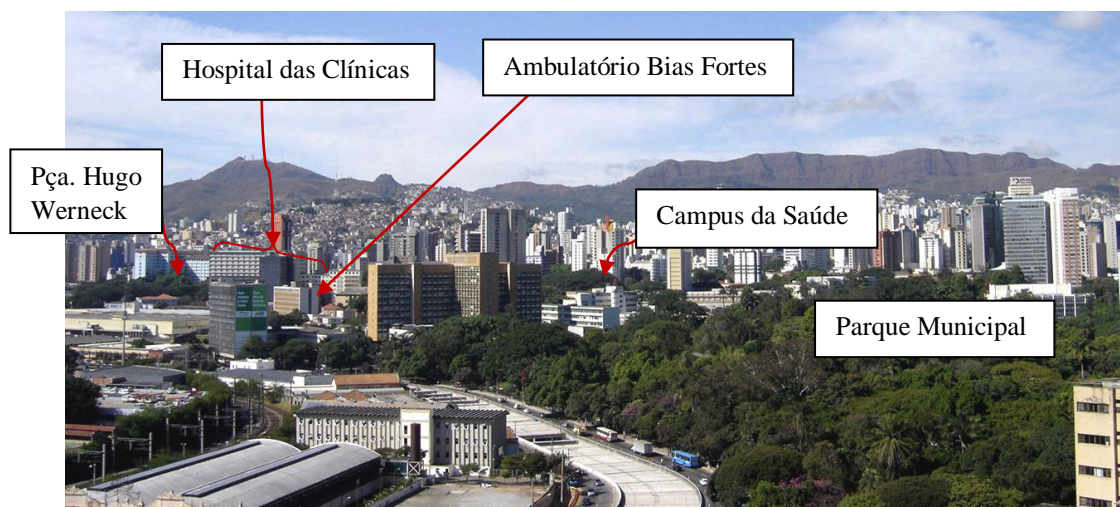 Hospital das Clínicas
Ambulatório Bias Fortes
Pça. Hugo
Werneck
Campus da Saúde
Parque Municipal